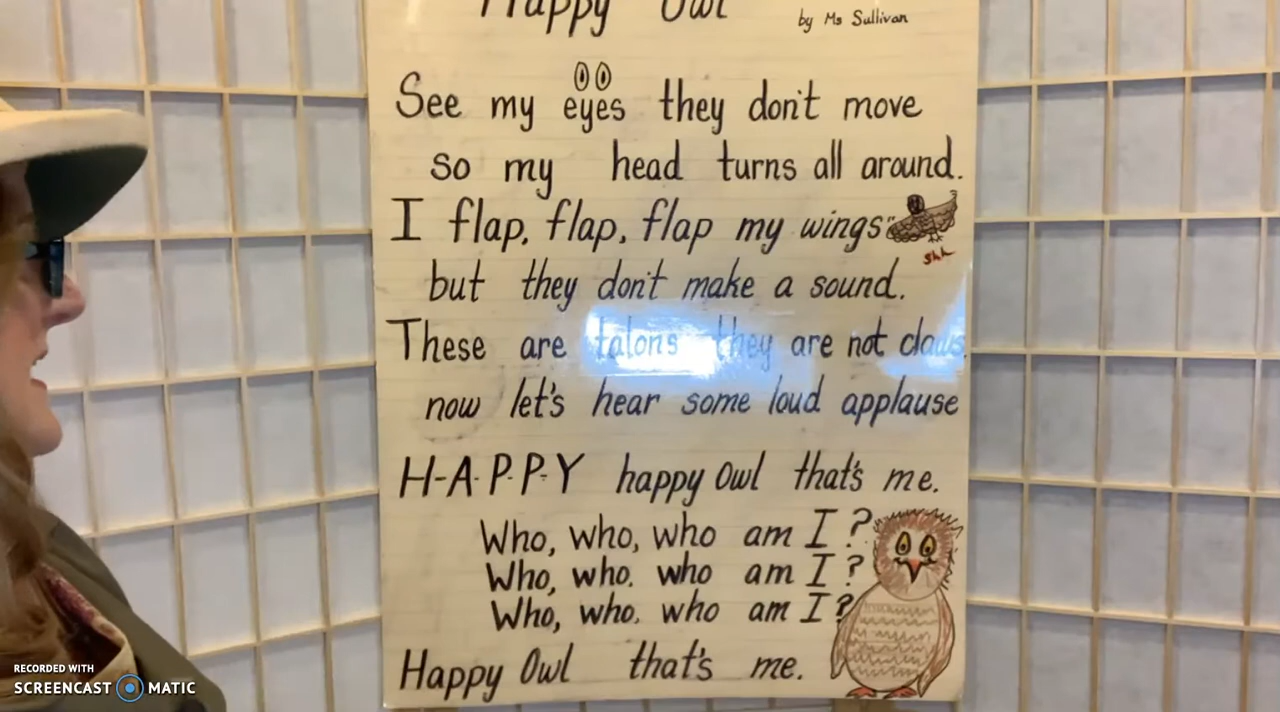 Happy Owl
by Ms Sullivan
See my eyes they don't move
so my head turns all around.
I flap, flap, flap my wings
shh
but they don't make a sound.
These are talons they are not claws.
now let's hear some loud applause
H-A-P-P-Y happy Owl that's me.
Who, who, who am I?
Who, who, who am I?
Who, who, who am I?
Happy Owl that's me.
RECORDED WITH
SCREENCAST MATIC